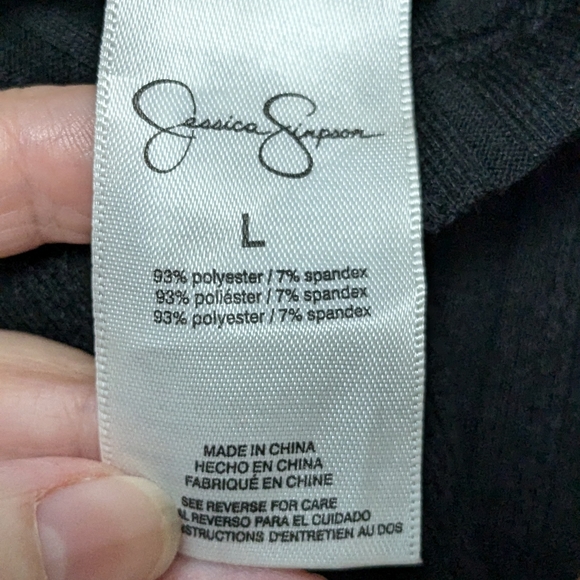 Jessica Simpson
L
93% polyester / 7% spandex
93% poliéster / 7% spandex
93% polyester / 7% spandex
MADE IN CHINA
HECHO EN CHINA
FABRIQUÉ EN CHINE
SEE REVERSE FOR CARE
AL REVERSO PARA EL CUIDADO
D'ENTRETIEN AU DOS